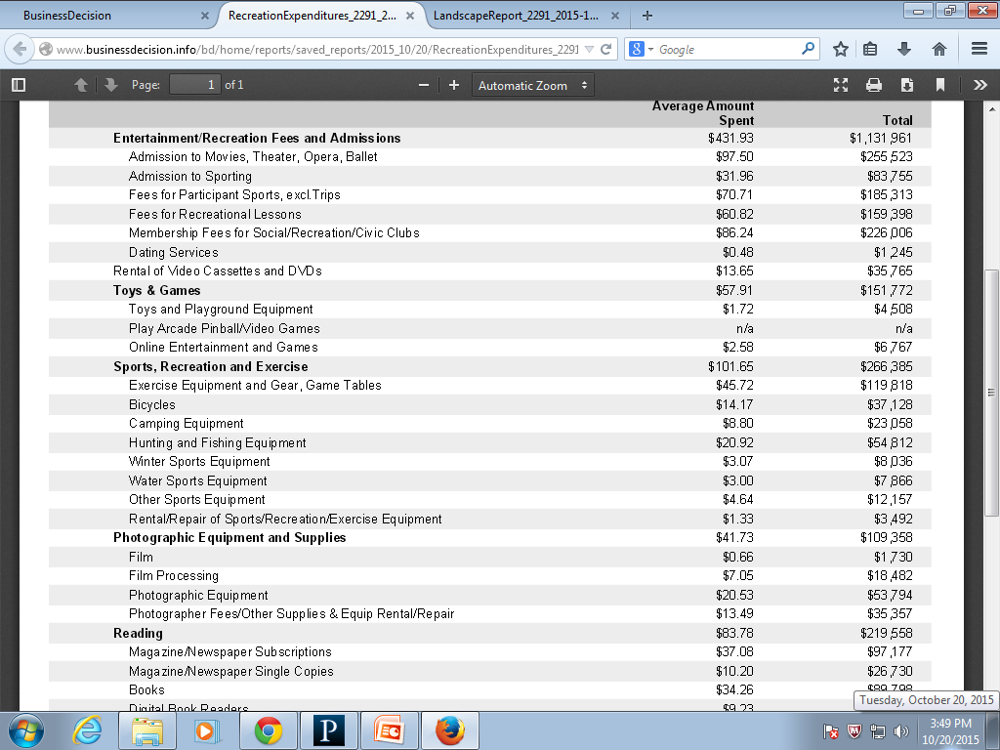 BusinessDecision
RecreationExpenditures_2291_2...
LandscapeReport_2291_2015-1...
www.businessdecision.info/bd/home/reports/saved_reports/2015_10/20/RecreationExpenditures_2291
8 Google
Page: 1 of 1
Automatic Zoom
Average Amount
Spent Total
Entertainment/Recreation Fees and Admissions $431.93 $1,131,961
Admission to Movies, Theater, Opera, Ballet $97.50 $255,523
Admission to Sporting $31.96 $83,755
Fees for Participant Sports, excl.Trips $70.71 $185,313
Fees for Recreational Lessons $60.82 $159,398
Membership Fees for Social/Recreation/Civic Clubs $86.24 $226,006
Dating Services $0.48 $1,245
Rental of Video Cassettes and DVDs $13.65 $35,765
Toys & Games $57.91 $151,772
Toys and Playground Equipment $1.72 $4,508
Play Arcade Pinball/Video Games n/a n/a
Online Entertainment and Games $2.58 $6,767
Sports, Recreation and Exercise $101.65 $266,385
Exercise Equipment and Gear, Game Tables $45.72 $119,818
Bicycles $14.17 $37,128
Camping Equipment $8.80 $23,058
Hunting and Fishing Equipment $20.92 $54,812
Winter Sports Equipment $3.07 $8,036
Water Sports Equipment $3.00 $7,866
Other Sports Equipment $4.64 $12,157
Rental/Repair of Sports/Recreation/Exercise Equipment $1.33 $3,492
Photographic Equipment and Supplies $41.73 $109,358
Film $0.66 $1,730
Film Processing $7.05 $18,482
Photographic Equipment $20.53 $53,794
Photographer Fees/Other Supplies & Equip Rental/Repair $13.49 $35,357
Reading $83.78 $219,558
Magazine/Newspaper Subscriptions $37.08 $97,177
Magazine/Newspaper Single Copies $10.20 $26,730
Books $34.26 $89,798
Digital Book Readers $9.23
Tuesday, October 20, 2015
P
3:49 PM
10/20/2015